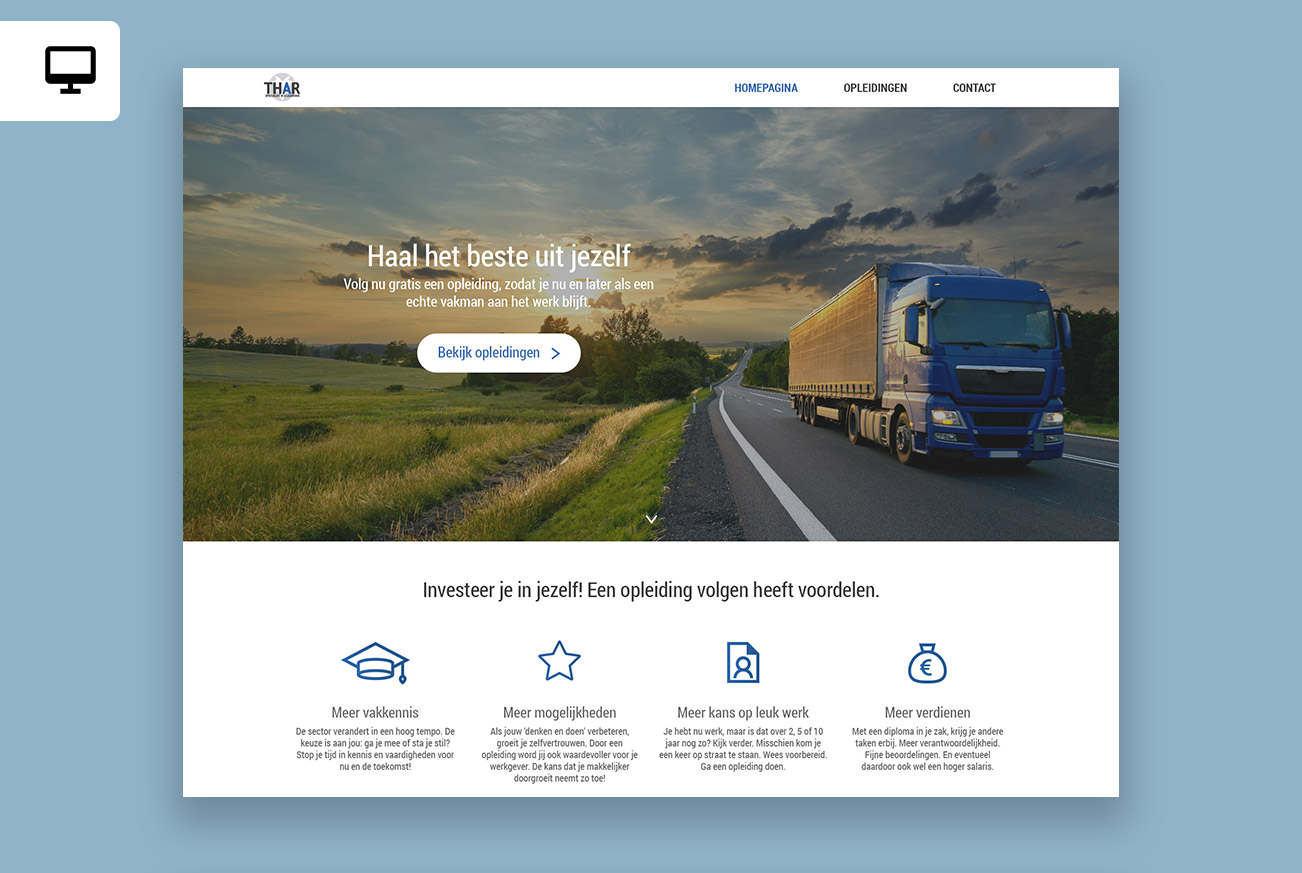 THAR
HOMEPAGINA
OPLEIDINGEN
CONTACT
Haal het beste uit jezelf
Volg nu gratis een opleiding, zodat je nu en later als een
echte vakman aan het werk blijft.
Bekijk opleidingen
Investeer je in jezelf! Een opleiding volgen heeft voordelen.
Meer vakkennis
De sector verandert in een hoog tempo. De
keuze is aan jou: ga je mee of sta je stil?
Stop je tijd in kennis en vaardigheden voor
nu en de toekomst!
Meer mogelijkheden
Als jouw 'denken en doen' verbeteren,
groeit je zelfvertrouwen. Door een
opleiding word jij ook waardevoller voor je
werkgever. De kans dat je makkelijker
doorgroeit neemt zo toe!
Meer kans op leuk werk
Je hebt nu werk, maar is dat over 2, 5 of 10
jaar nog zo? Kijk verder. Misschien kom je
een keer op straat te staan. Wees voorbereid.
Ga een opleiding doen.
€
Meer verdienen
Met een diploma in je zak, krijg je andere
taken erbij. Meer verantwoordelijkheid.
Fijne beoordelingen. En eventueel
daardoor ook wel een hoger salaris.